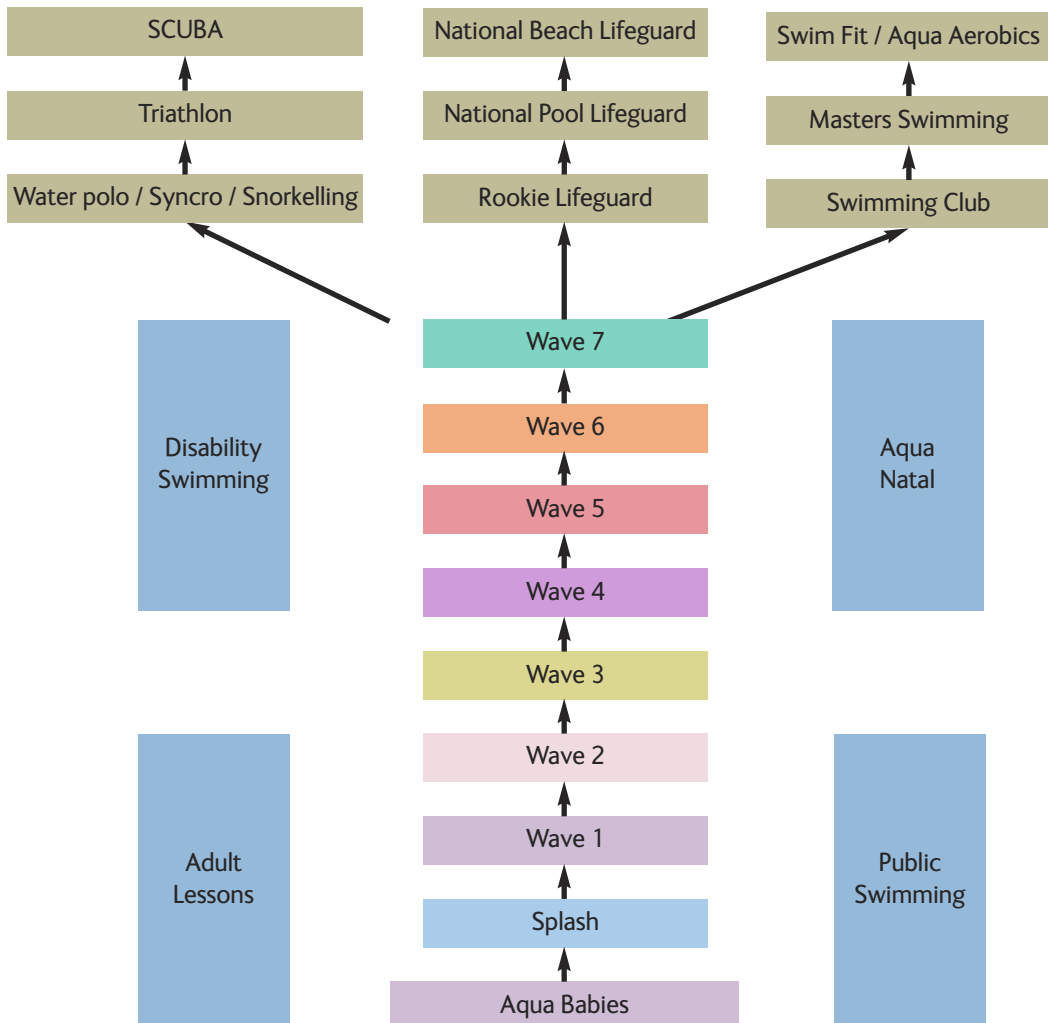 SCUBA
National Beach Lifeguard
Swim Fit / Aqua Aerobics
Triathlon
National Pool Lifeguard
Masters Swimming
Water polo / Syncro / Snorkelling
Rookie Lifeguard
Swimming Club
Wave 7
Wave 6
Disability
Swimming
Aqua
Natal
Wave 5
Wave 4
Wave 3
Wave 2
Wave 1
Adult
Lessons
Public
Swimming
Splash
Aqua Babies